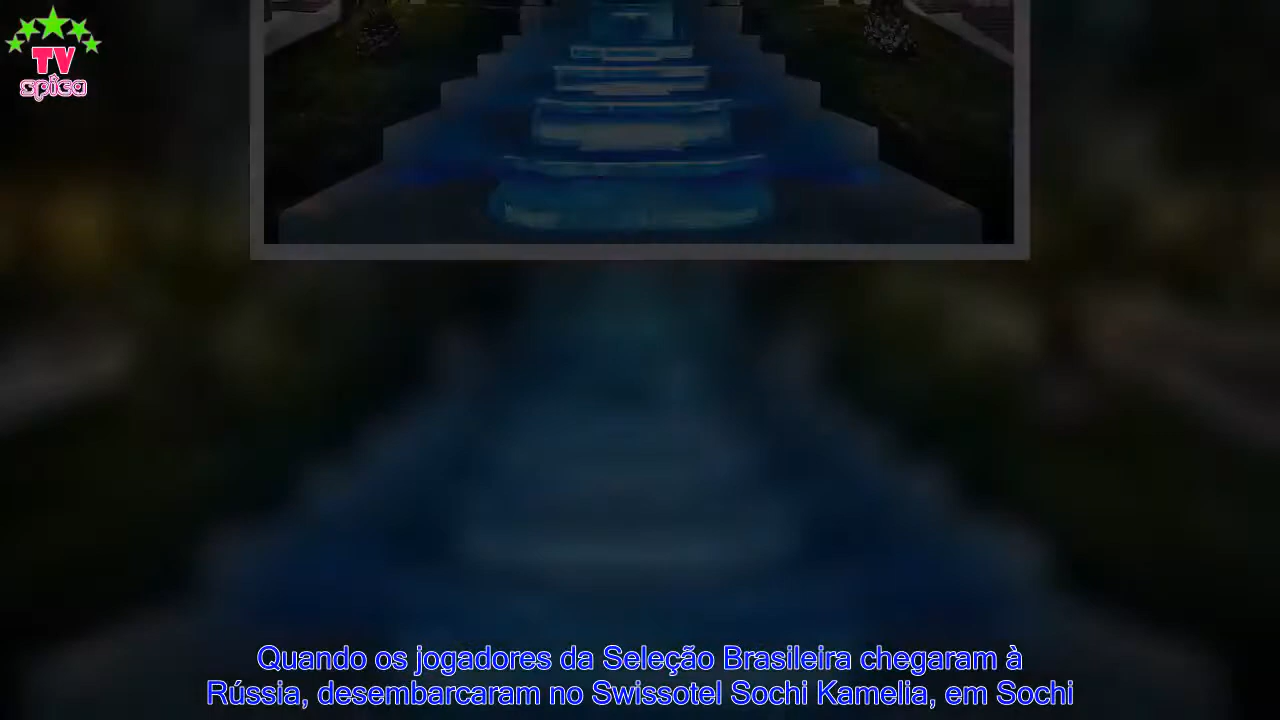 TV
spica
Quando os jogadores da Seleção Brasileira chegaram à
Rússia, desembarcaram no Swissotel Sochi Kamelia, em Sochi